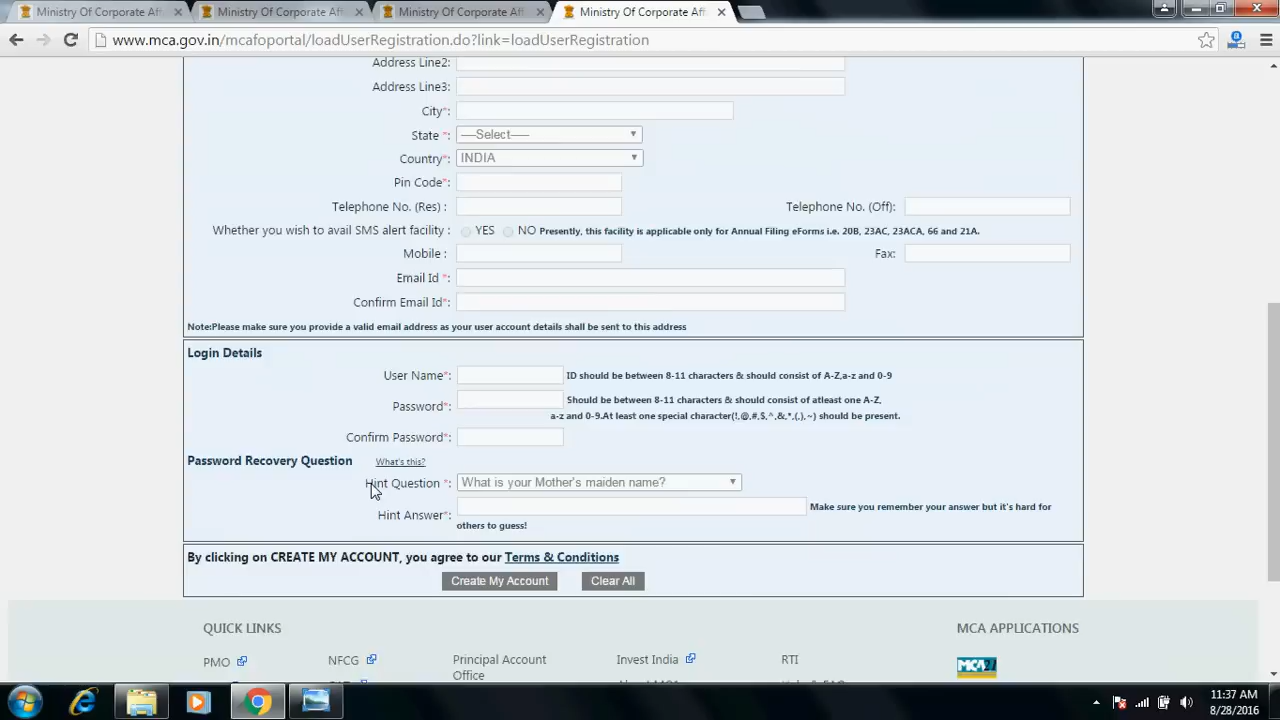 Ministry Of Corporate Aff × Ministry Of Corporate Aff × Ministry Of Corporate Aff × Ministry Of Corporate Aff ×
www.mca.gov.in/mcafoportal/loadUserRegistration.do?link=loadUserRegistration
Address Line2:
Address Line3:
City*:
State *: ---Select---
Country*: INDIA
Pin Code*:
Telephone No. (Res) : Telephone No. (Off):
Whether you wish to avail SMS alert facility : YES NO Presently, this facility is applicable only for Annual Filing eForms i.e. 20B, 23AC, 23ACA, 66 and 21A.
Mobile : Fax:
Email Id *:
Confirm Email Id*:
Note:Please make sure you provide a valid email address as your user account details shall be sent to this address
Login Details
User Name*: ID should be between 8-11 characters & should consist of A-Z,a-z and 0-9
Password*: Should be between 8-11 characters & should consist of atleast one A-Z,
a-z and 0-9.At least one special character(!,@,#,$,^,&,*,(,),~) should be present.
Confirm Password*:
Password Recovery Question What's this?
Hint Question *: What is your Mother's maiden name?
Hint Answer*: Make sure you remember your answer but it's hard for
others to guess!
By clicking on CREATE MY ACCOUNT, you agree to our Terms & Conditions
Create My Account Clear All
QUICK LINKS MCA APPLICATIONS
PMO NFCG Principal Account Invest India RTI
Office
MCA21
11:37 AM
8/28/2016